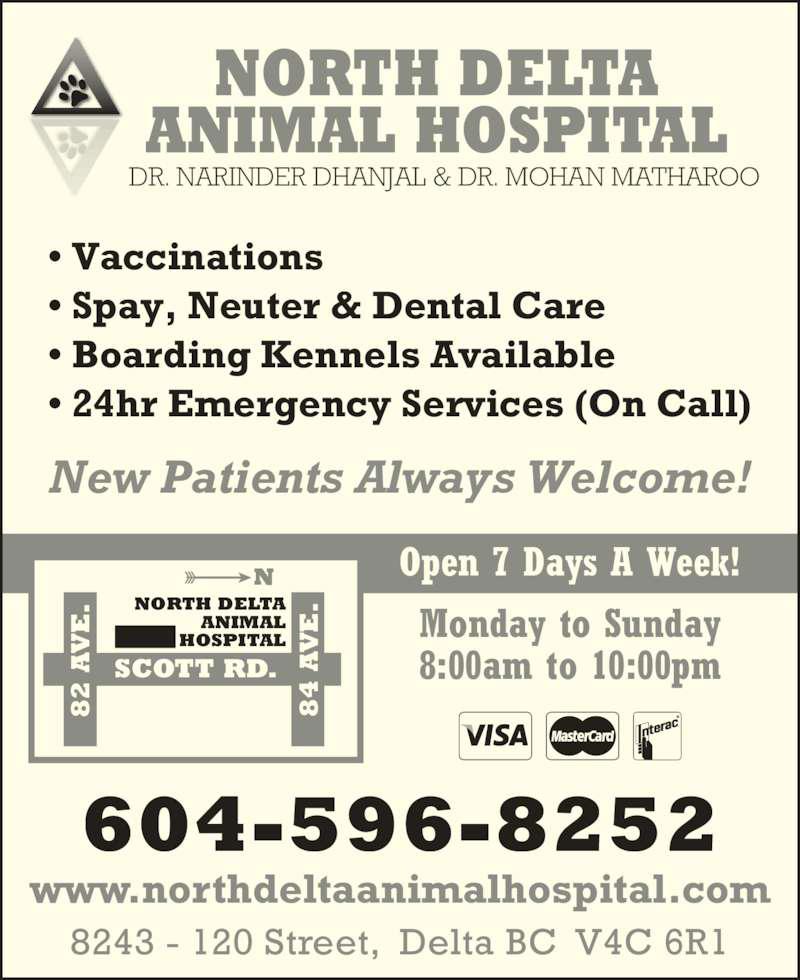 NORTH DELTA
ANIMAL HOSPITAL
DR. NARINDER DHANJAL & DR. MOHAN MATHAROO
• Vaccinations
• Spay, Neuter & Dental Care
• Boarding Kennels Available
• 24hr Emergency Services (On Call)
New Patients Always Welcome!
Open 7 Days A Week!
Monday to Sunday
8:00am to 10:00pm
N
NORTH DELTA
ANIMAL
HOSPITAL
SCOTT RD.
82 AVE.
84 AVE.
VISA
MasterCard
Interac
604-596-8252
www.northdeltaanimalhospital.com
8243 - 120 Street, Delta BC V4C 6R1